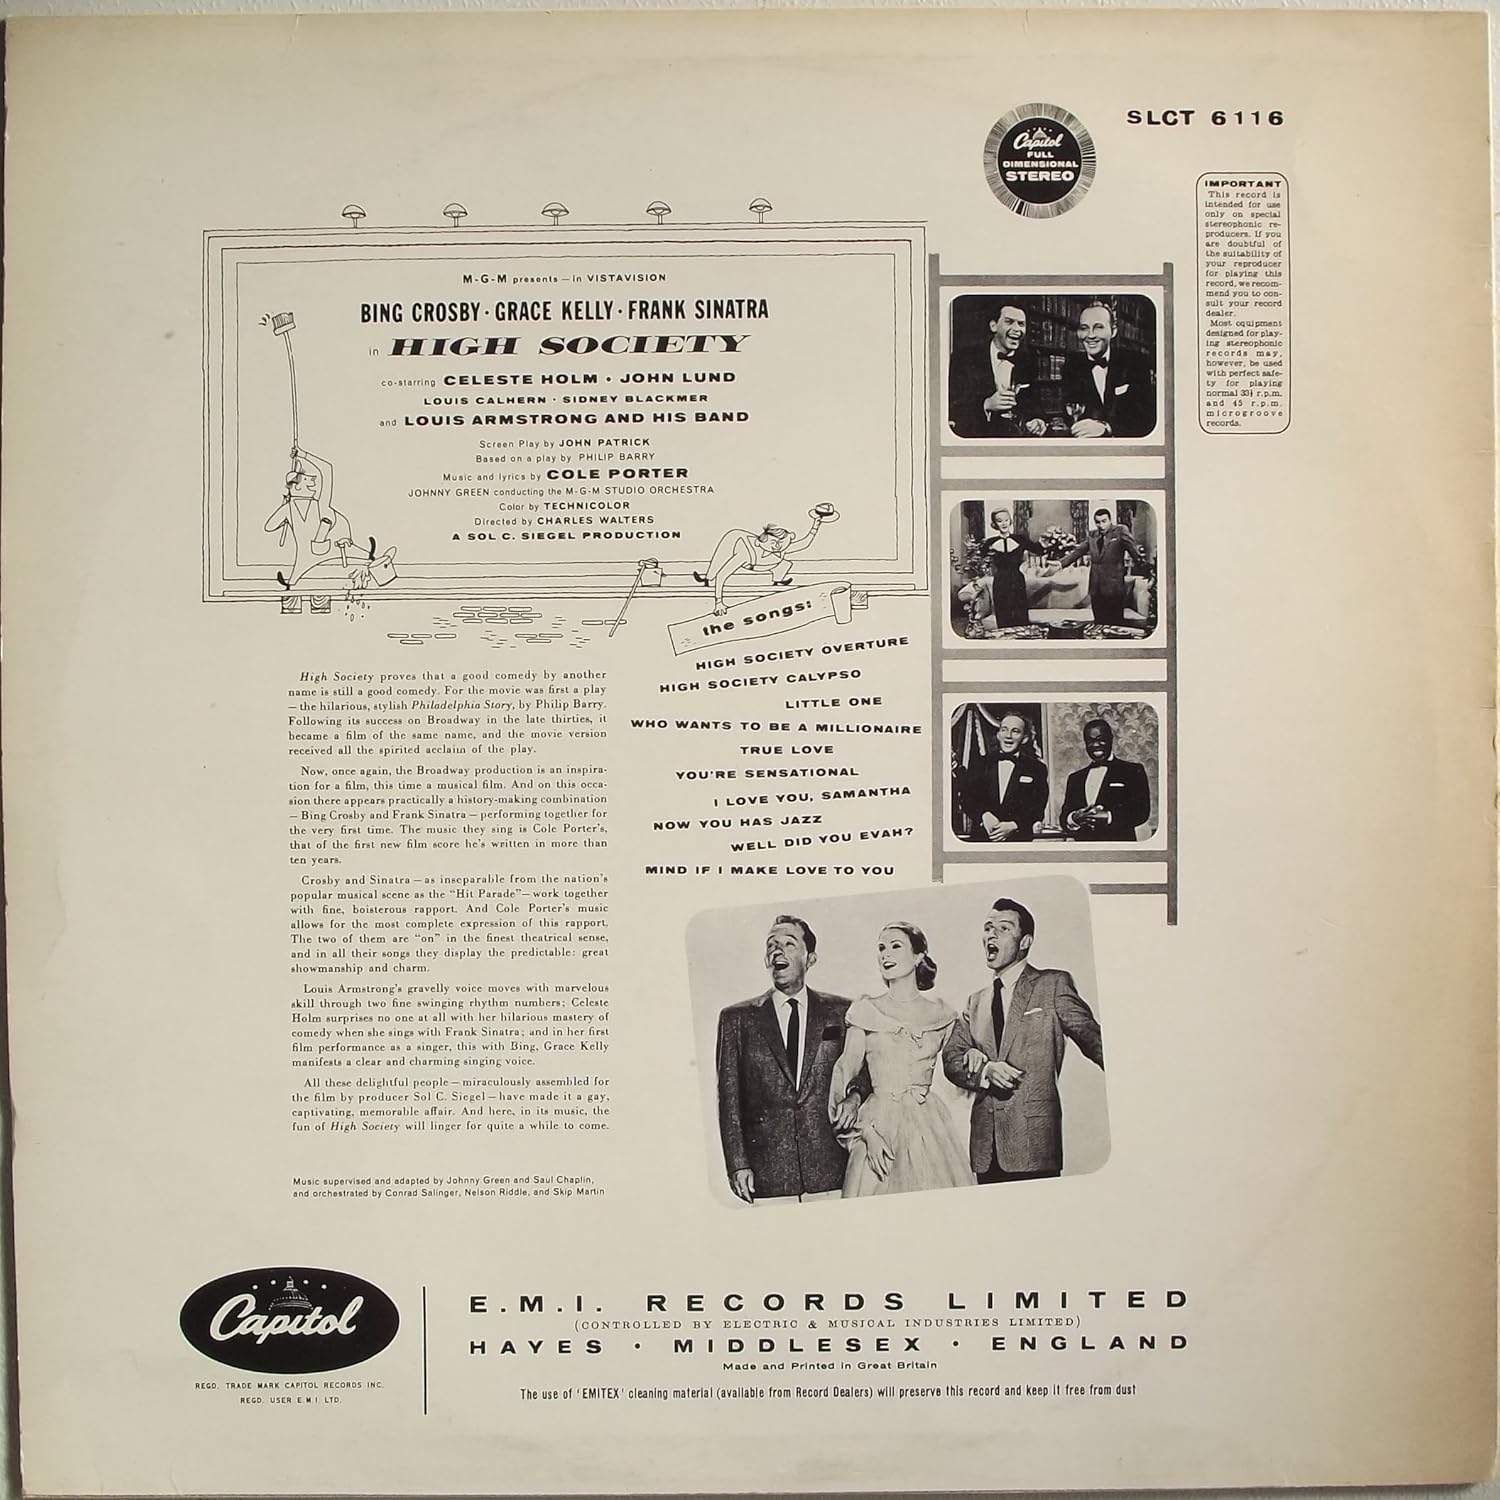 SLCT 6116
Capitol
FULL
DIMENSIONAL
STEREO
IMPORTANT
This record is
intended for use
only on special
stereophonic re-
producers. If you
are doubtful of
the suitability of
your reproducer
for playing this
record, we recom-
mend you to con-
sult your record
dealer.
Most equipment
designed for play-
ing stereophonic
records may,
however, be used
with perfect safe-
ty for playing
normal 33⅓ r.p.m.
and 45 r.p.m.
microgroove
records.
M-G-M presents—in VISTAVISION
BING CROSBY · GRACE KELLY · FRANK SINATRA
in HIGH SOCIETY
co-starring CELESTE HOLM • JOHN LUND
LOUIS CALHERN · SIDNEY BLACKMER
and LOUIS ARMSTRONG AND HIS BAND
Screen Play by JOHN PATRICK
Based on a play by PHILIP BARRY
Music and lyrics by COLE PORTER
JOHNNY GREEN conducting the M-G-M STUDIO ORCHESTRA
Color by TECHNICOLOR
Directed by CHARLES WALTERS
A SOL C. SIEGEL PRODUCTION
the songs:
HIGH SOCIETY OVERTURE
HIGH SOCIETY CALYPSO
LITTLE ONE
WHO WANTS TO BE A MILLIONAIRE
TRUE LOVE
YOU'RE SENSATIONAL
I LOVE YOU, SAMANTHA
NOW YOU HAS JAZZ
WELL DID YOU EVAH?
MIND IF I MAKE LOVE TO YOU
High Society proves that a good comedy by another
name is still a good comedy. For the movie was first a play
—the hilarious, stylish Philadelphia Story, by Philip Barry.
Following its success on Broadway in the late thirties, it
became a film of the same name, and the movie version
received all the spirited acclaim of the play.
Now, once again, the Broadway production is an inspira-
tion for a film, this time a musical film. And on this occa-
sion there appears practically a history-making combination
—Bing Crosby and Frank Sinatra—performing together for
the very first time. The music they sing is Cole Porter's,
that of the first new film score he's written in more than
ten years.
Crosby and Sinatra—as inseparable from the nation's
popular musical scene as the "Hit Parade"—work together
with fine, boisterous rapport. And Cole Porter's music
allows for the most complete expression of this rapport.
The two of them are "on" in the finest theatrical sense,
and in all their songs they display the predictable: great
showmanship and charm.
Louis Armstrong's gravelly voice moves with marvelous
skill through two fine swinging rhythm numbers; Celeste
Holm surprises no one at all with her hilarious mastery of
comedy when she sings with Frank Sinatra; and in her first
film performance as a singer, this with Bing, Grace Kelly
manifests a clear and charming singing voice.
All these delightful people—miraculously assembled for
the film by producer Sol C. Siegel—have made it a gay,
captivating, memorable affair. And here, in its music, the
fun of High Society will linger for quite a while to come.
Music supervised and adapted by Johnny Green and Saul Chaplin,
and orchestrated by Conrad Salinger, Nelson Riddle, and Skip Martin
Capitol
REGD. TRADE MARK CAPITOL RECORDS INC.
REGD. USER E.M.I. LTD.
E.M.I. RECORDS LIMITED
(CONTROLLED BY ELECTRIC & MUSICAL INDUSTRIES LIMITED)
HAYES • MIDDLESEX • ENGLAND
Made and Printed in Great Britain
The use of 'EMITEX' cleaning material (available from Record Dealers) will preserve this record and keep it free from dust